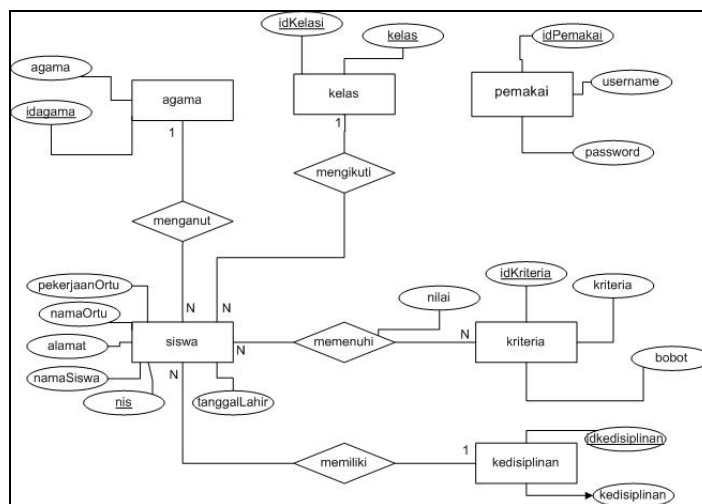 idKelasi
kelas
idPemakai
agama
agama
kelas
pemakai
username
idagama
1
1
password
mengikuti
menganut
pekerjaanOrtu
idKriteria
kriteria
nilai
namaOrtu
N
N
alamat
siswa
N
memenuhi
N
kriteria
bobot
namaSiswa
N
nis
tanggalLahir
idkedisiplinan
memiliki
1
kedisiplinan
kedisiplinan